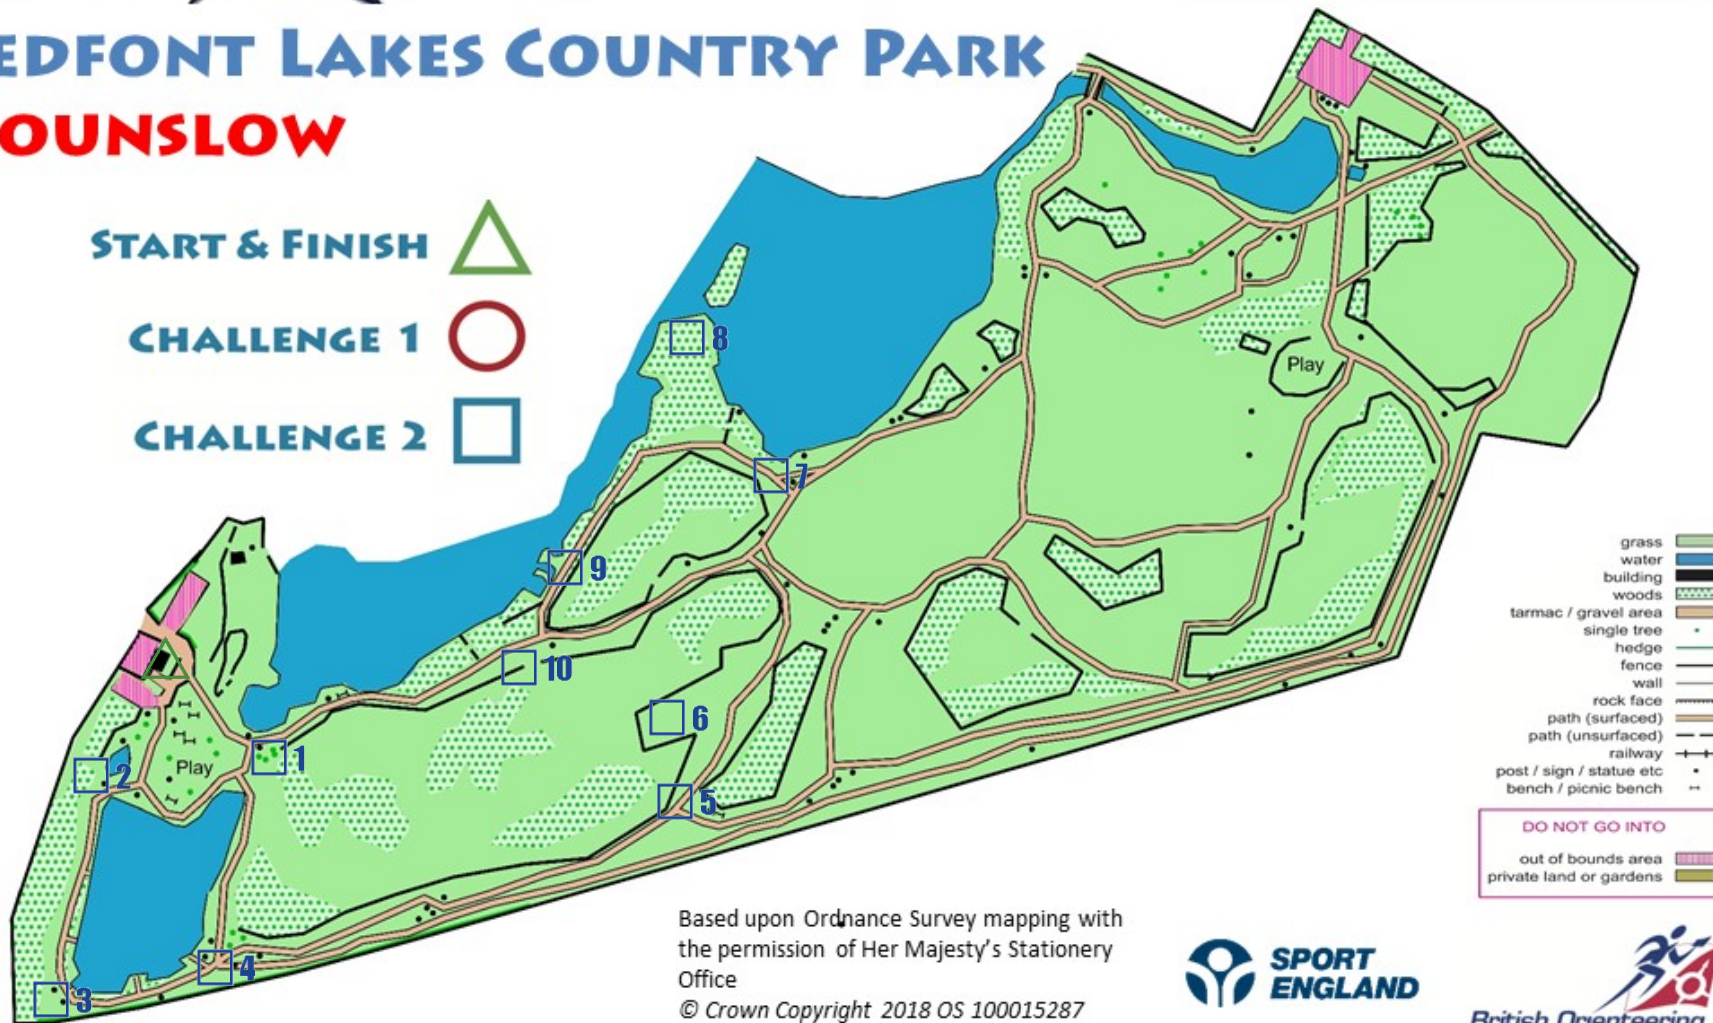 EDFONT LAKES COUNTRY PARK
OUNSLOW
START & FINISH
CHALLENGE 1
CHALLENGE 2
8
7
9
10
6
1
Play
2
5
4
3
Play
grass
water
building
woods
tarmac / gravel area
single tree
hedge
fence
wall
rock face
path (surfaced)
path (unsurfaced)
railway
post / sign / statue etc
bench / picnic bench
DO NOT GO INTO
out of bounds area
private land or gardens
Based upon Ordnance Survey mapping with
the permission of Her Majesty's Stationery
Office
© Crown Copyright 2018 OS 100015287
SPORT
ENGLAND
British Orienteering